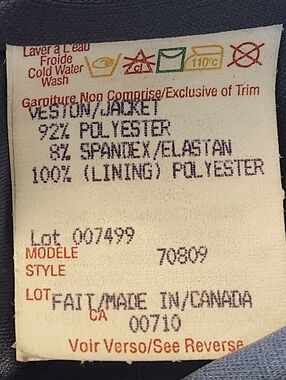 Laver à L'eau
Froide
Cold Water
Wash
cl
110°c
Garniture Non Comprise/Exclusive of Trim
VESTON/JACKET
92% POLYESTER
8% SPANDEX/ELASTAN
100% (LINING) POLYESTER
Lot 007499
MODÈLE
STYLE
70809
LOT
FAIT/MADE IN/CANADA
CA
00710
Voir Verso/See Reverse